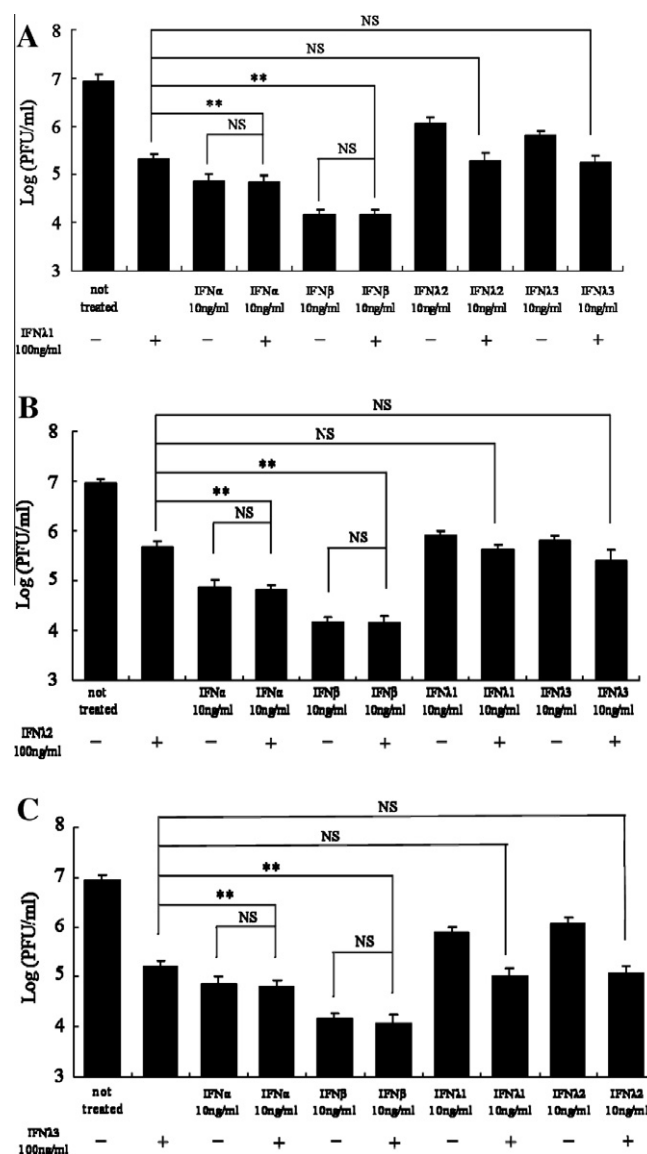 A
8
NS
NS
7
**
**
NS
6
NS
5
4
3
Log (PFU/ml)
not treated
IFNα 10ng/ml
IFNα 10ng/ml
IFNβ 10ng/ml
IFNβ 10ng/ml
IFNλ2 10ng/ml
IFNλ2 10ng/ml
IFNλ3 10ng/ml
IFNλ3 10ng/ml
IFNλ1 100ng/ml
− + − + − + − + − +
B
NS
NS
8
**
7
**
NS
NS
6
5
4
3
Log (PFU/ml)
not treated
IFNα 10ng/ml
IFNα 10ng/ml
IFNβ 10ng/ml
IFNβ 10ng/ml
IFNλ1 10ng/ml
IFNλ1 10ng/ml
IFNλ3 10ng/ml
IFNλ3 10ng/ml
IFNλ2 100ng/ml
− + − + − + − + − +
C
NS
8
NS
**
7
**
NS
NS
6
5
4
3
Log (PFU/ml)
not treated
IFNα 10ng/ml
IFNα 10ng/ml
IFNβ 10ng/ml
IFNβ 10ng/ml
IFNλ1 10ng/ml
IFNλ1 10ng/ml
IFNλ2 10ng/ml
IFNλ2 10ng/ml
IFNλ3 100ng/ml
− + − + − + − + − +